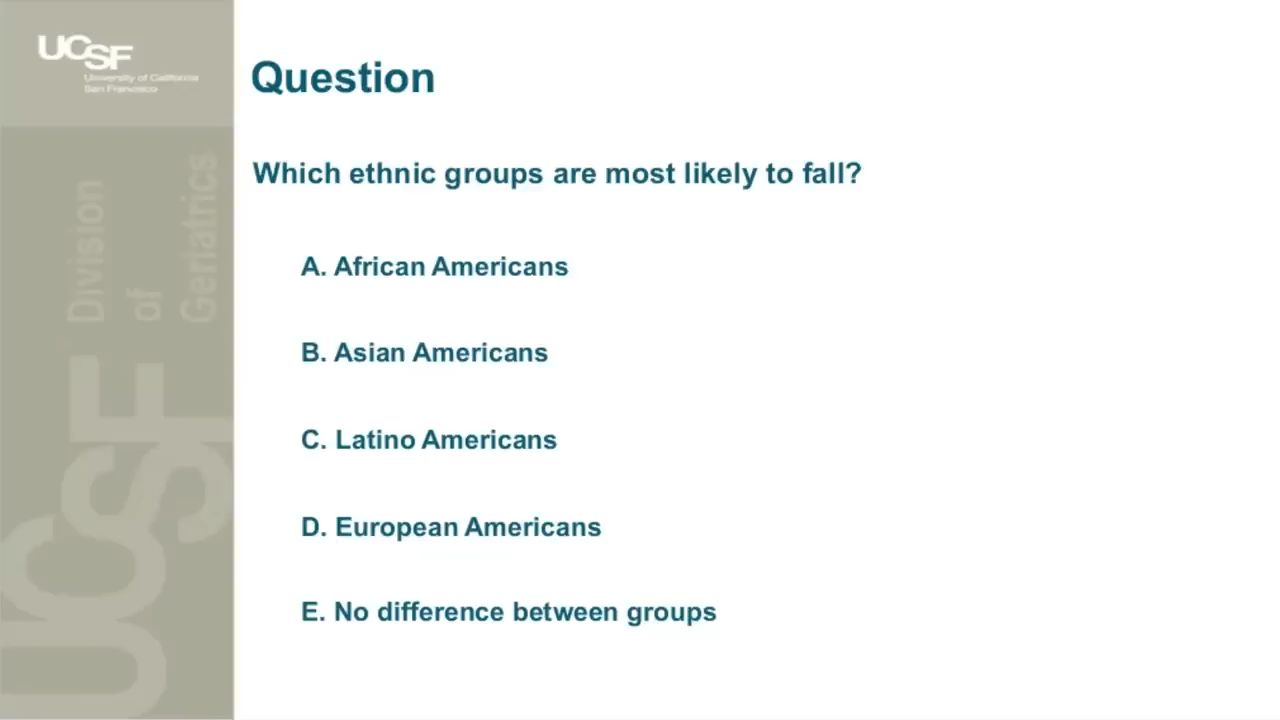 UCSF
University of California
San Francisco
Question
Which ethnic groups are most likely to fall?
A. African Americans
B. Asian Americans
C. Latino Americans
D. European Americans
E. No difference between groups
Division
of
Geriatrics
UCSF